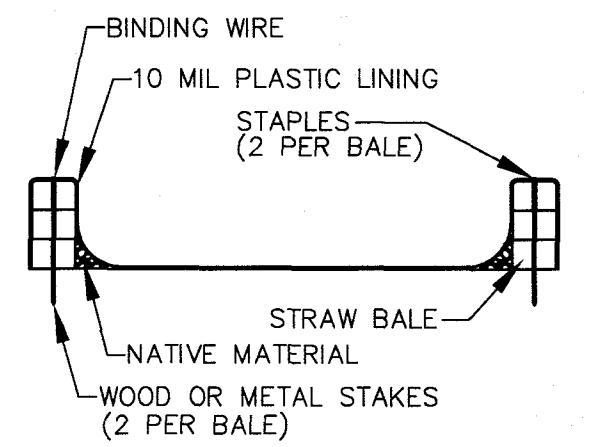 BINDING WIRE
10 MIL PLASTIC LINING
STAPLES
(2 PER BALE)
STRAW BALE
NATIVE MATERIAL
WOOD OR METAL STAKES
(2 PER BALE)